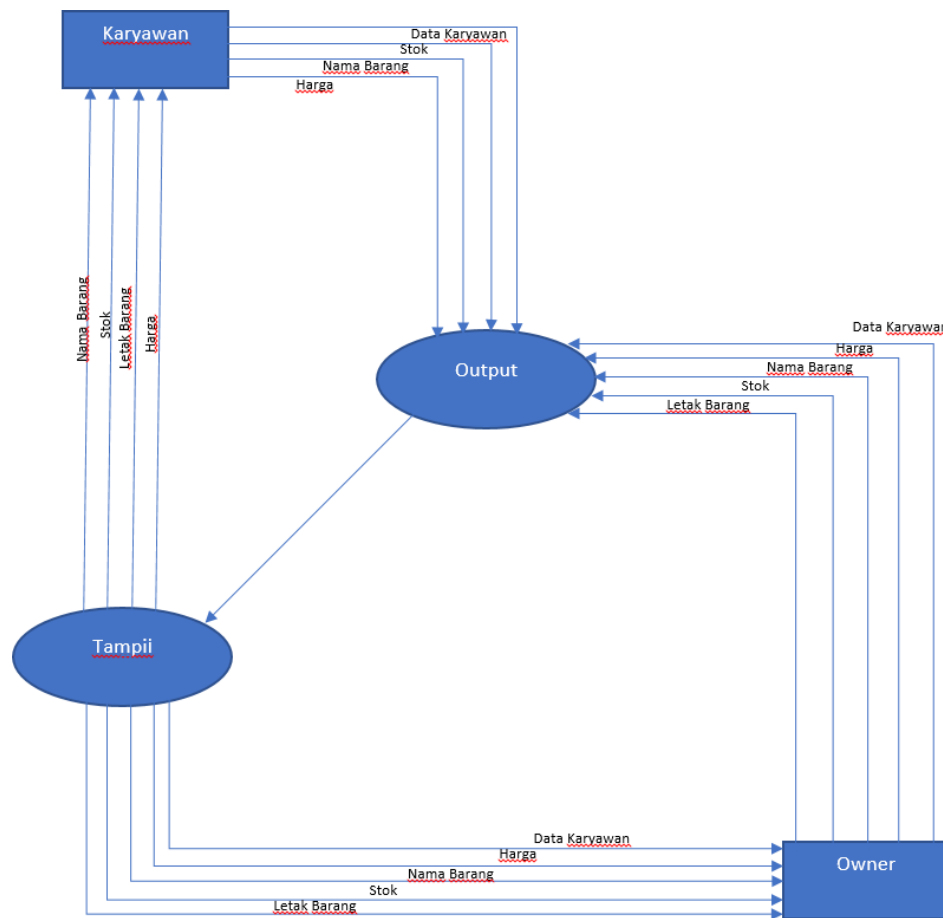 Karyawan
Data Karyawan
Stok
Nama Barang
Harga
Nama Barang
Stok
Letak Barang
Harga
Output
Data Karyawan
Harga
Nama Barang
Stok
Letak Barang
Tampii
Data Karyawan
Harga
Nama Barang
Stok
Letak Barang
Owner